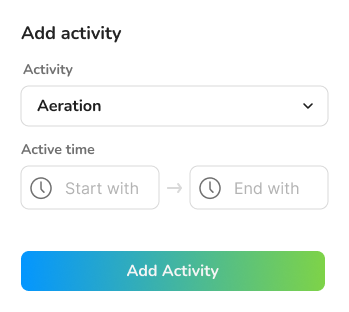 Add activity
Activity
Aeration
Active time
Start with
End with
Add Activity